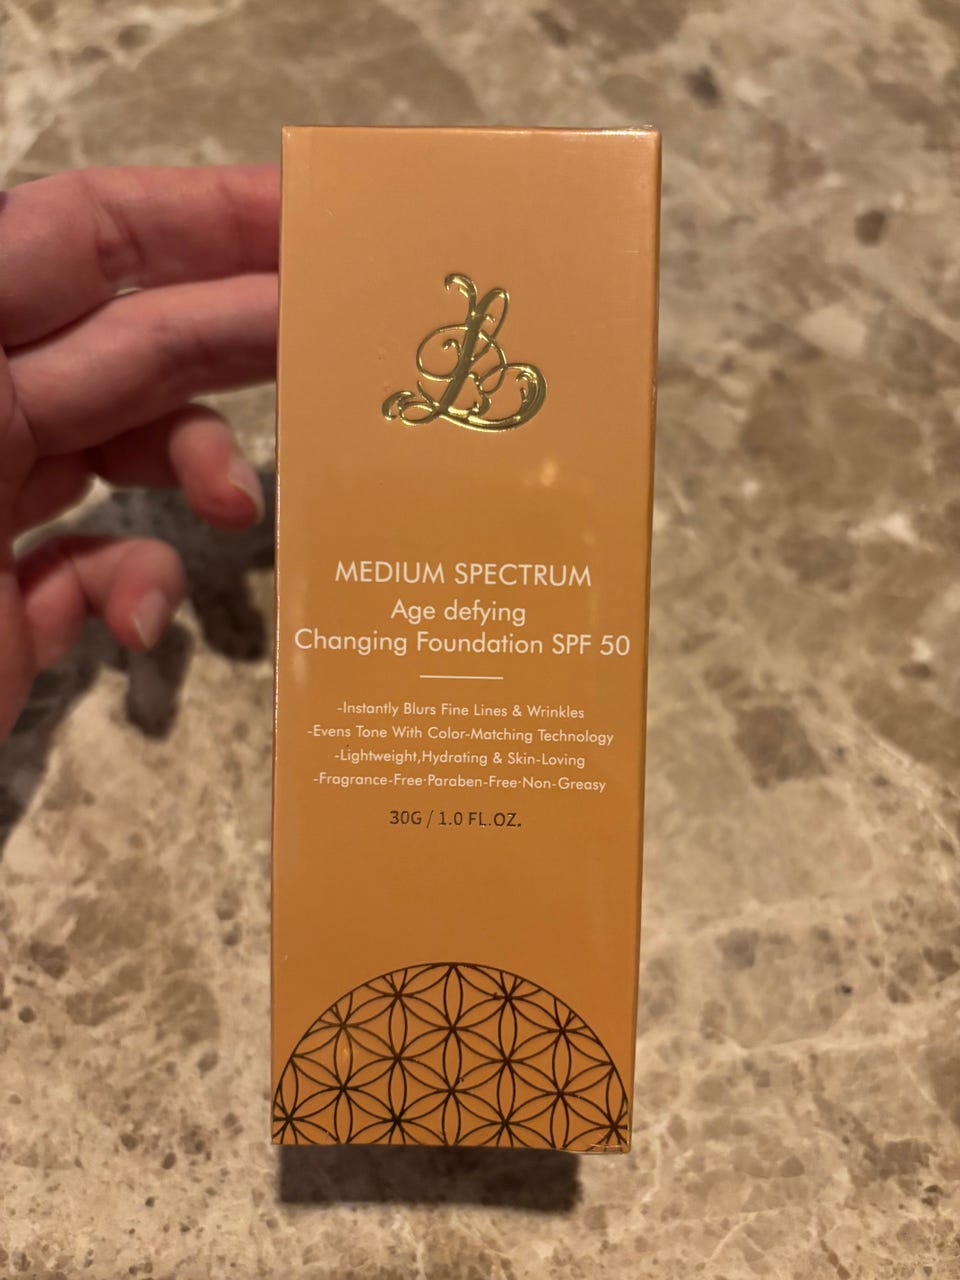 MEDIUM SPECTRUM
Age defying
Changing Foundation SPF 50
-Instantly Blurs Fine Lines & Wrinkles
-Evens Tone With Color-Matching Technology
-Lightweight,Hydrating & Skin-Loving
-Fragrance-Free·Paraben-Free·Non-Greasy
30G / 1.0 FL.OZ.